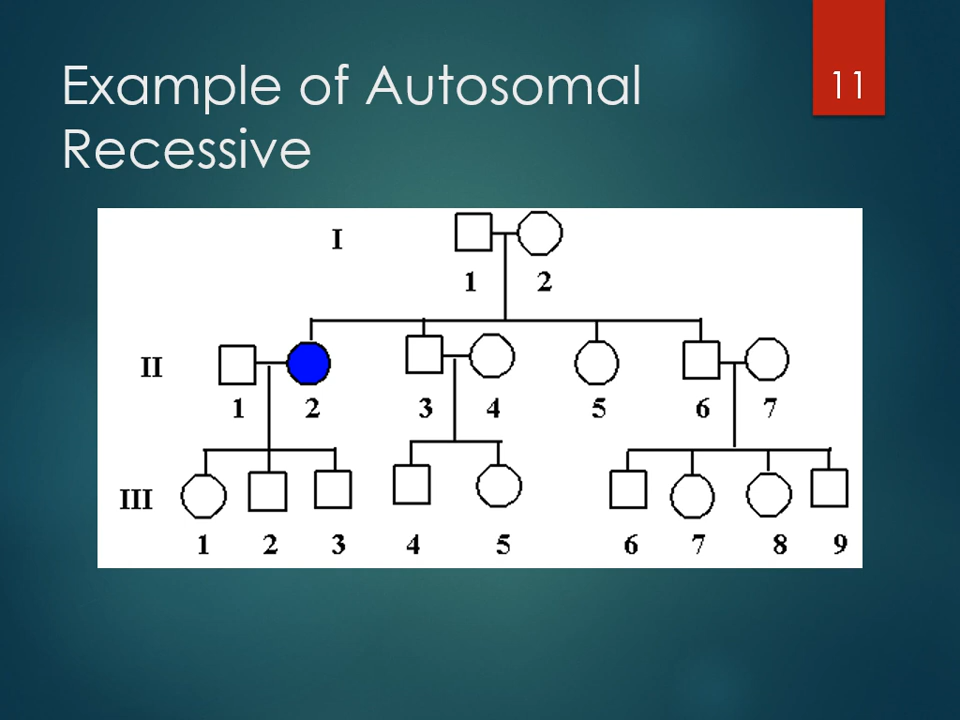 Example of Autosomal
Recessive
11
I
1 2
II
1 2 3 4 5 6 7
III
1 2 3 4 5 6 7 8 9